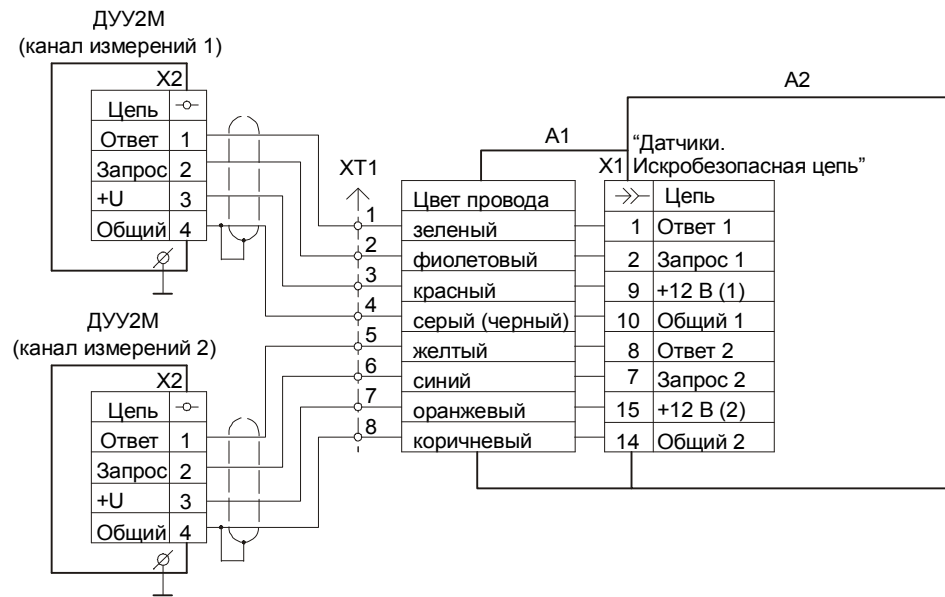 ДУУ2М
(канал измерений 1)
X2
Цепь
Ответ 1
Запрос 2
+U 3
Общий 4
ДУУ2М
(канал измерений 2)
X2
Цепь
Ответ 1
Запрос 2
+U 3
Общий 4
XT1
1
2
3
4
5
6
7
8
A1
Цвет провода
зеленый
фиолетовый
красный
серый (черный)
желтый
синий
оранжевый
коричневый
A2
“Датчики.
X1 Искробезопасная цепь”
Цепь
1 Ответ 1
2 Запрос 1
9 +12 В (1)
10 Общий 1
8 Ответ 2
7 Запрос 2
15 +12 В (2)
14 Общий 2